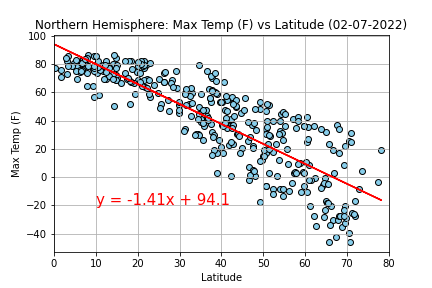 Northern Hemisphere: Max Temp (F) vs Latitude (02-07-2022)
100
80
60
40
20
0
−20
−40
Max Temp (F)
y = -1.41x + 94.1
0 10 20 30 40 50 60 70 80
Latitude